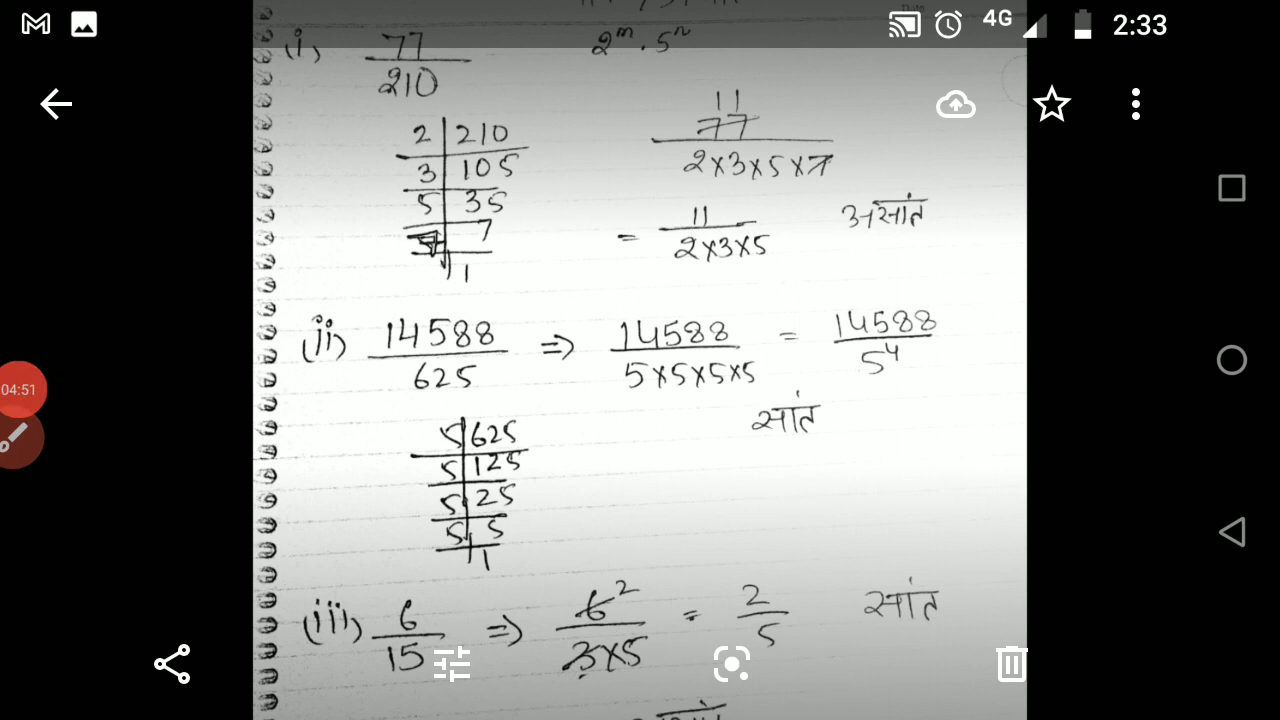 4G 2:33
(i) 77/210 2^m . 5^n
2 | 210
3 | 105
5 | 35
7 | 7
1
11
77/2×3×5×7
= 11/2×3×5 असांत
(ii) 14588/625 => 14588/5×5×5×5 = 14588/5^4
सांत
5 | 625
5 | 125
5 | 25
5 | 5
1
(iii) 6/15 => 6 2/3×5 = 2/5 सांत
04:51